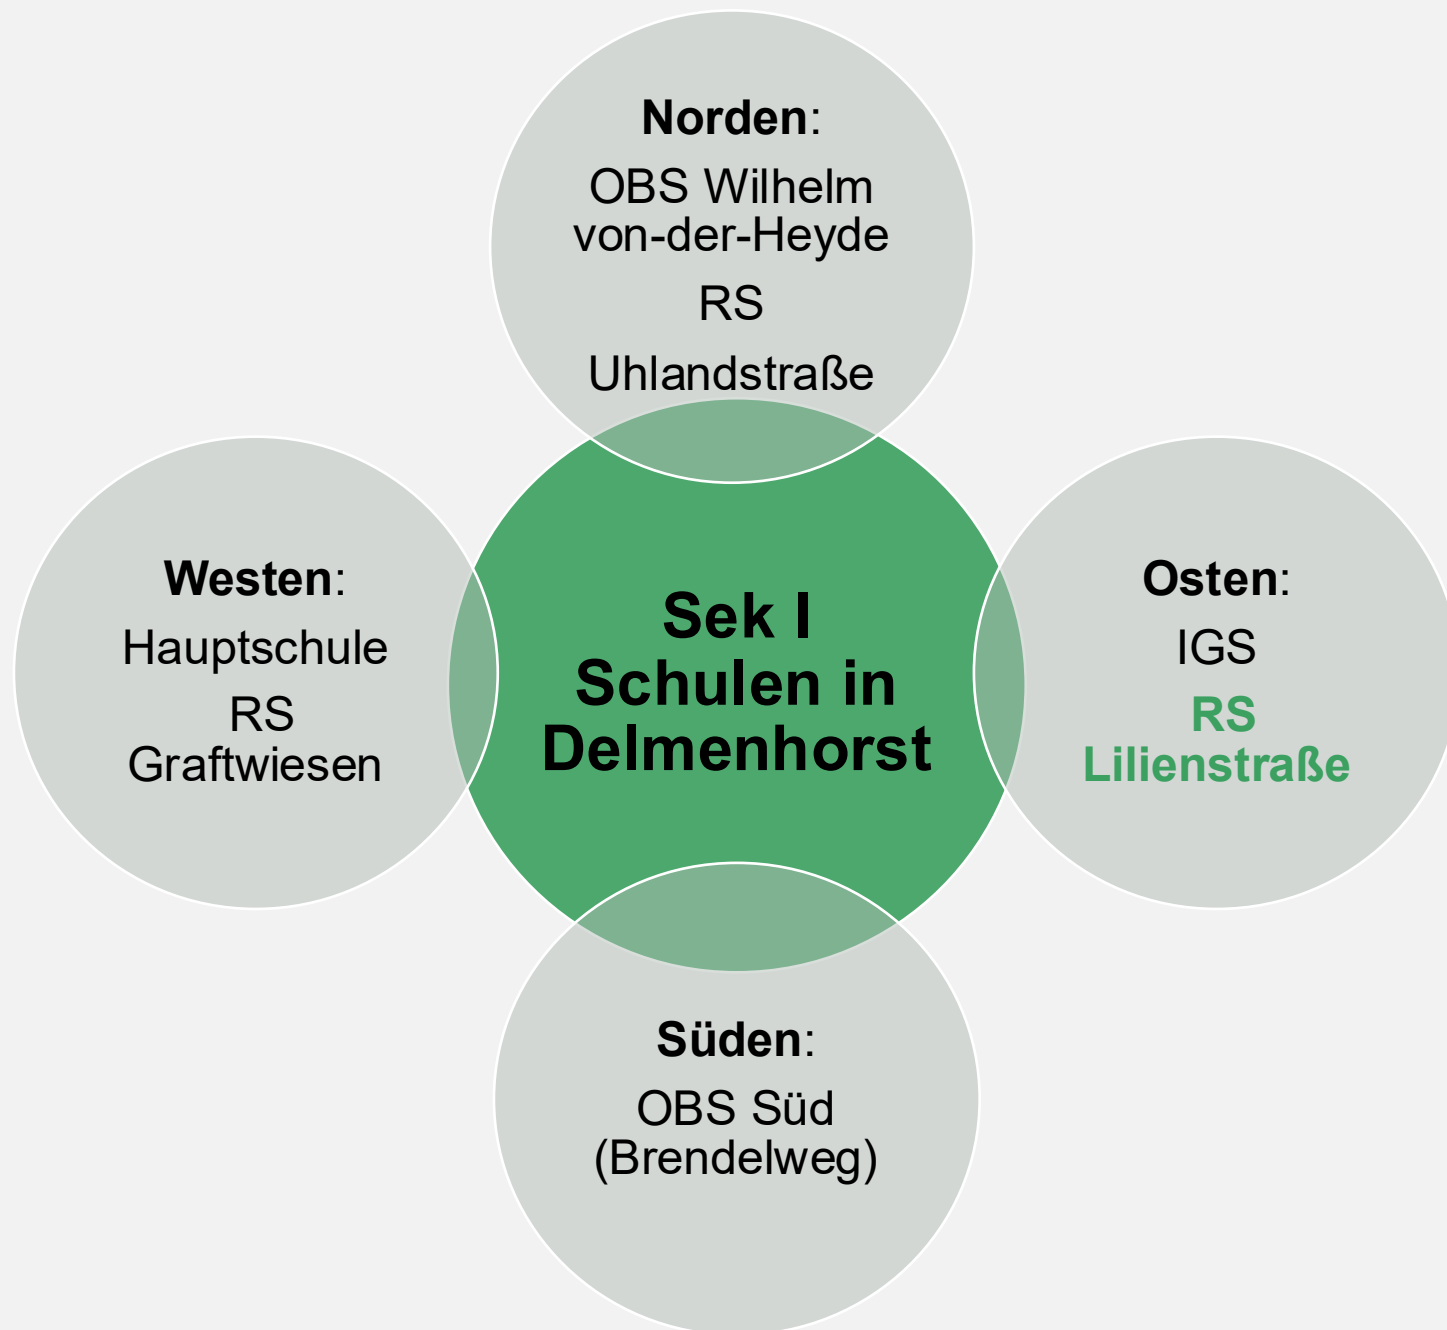 Norden:
OBS Wilhelm
von-der-Heyde
RS
Uhlandstraße
Westen:
Hauptschule
RS
Graftwiesen
Sek I
Schulen in
Delmenhorst
Osten:
IGS
RS
Lilienstraße
Süden:
OBS Süd
(Brendelweg)